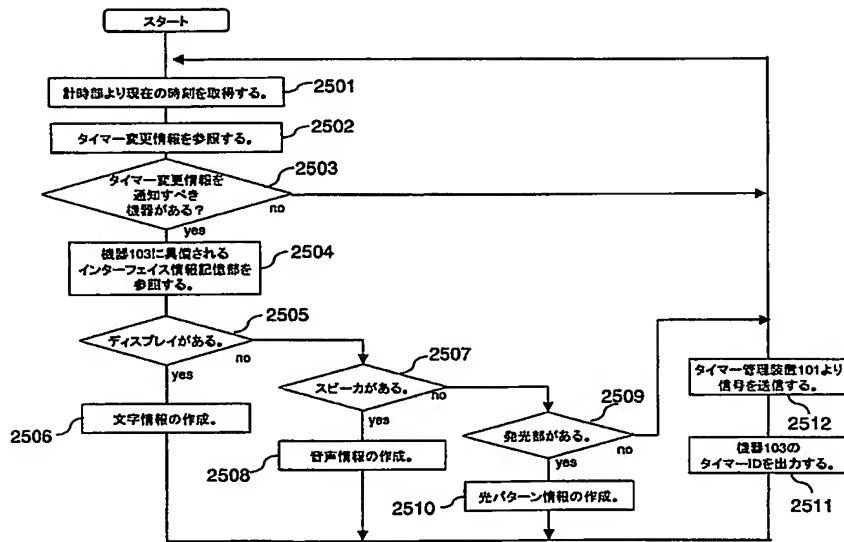 スタート
計時部より現在の時刻を取得する。
2501
タイマー変更情報を参照する。
2502
タイマー変更情報を
通知すべき
機器がある?
2503
no
yes
機器103に具備される
インターフェイス情報記憶部を
参照する。
2504
ディスプレイがある。
2505
no
yes
スピーカがある。
2507
no
yes
発光部がある。
2509
no
yes
文字情報の作成。
2506
音声情報の作成。
2508
光パターン情報の作成。
2510
タイマー管理装置101より
信号を送信する。
2512
機器103の
タイマーIDを出力する。
2511